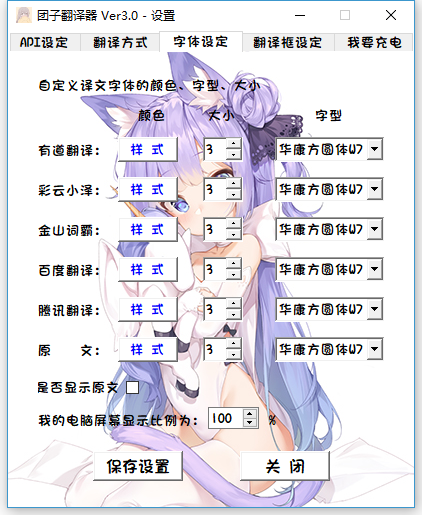 团子翻译器 Ver3.0 - 设置
API设定 翻译方式 字体设定 翻译框设定 我要充电
自定义译文字体的颜色、字型、大小
颜色 大小 字型
有道翻译： 样 式 3 华康方圆体W7
彩云小泽： 样 式 3 华康方圆体W7
金山词霸： 样 式 3 华康方圆体W7
百度翻译： 样 式 3 华康方圆体W7
腾讯翻译： 样 式 3 华康方圆体W7
原 文： 样 式 3 华康方圆体W7
是否显示原文
我的电脑屏幕显示比例为： 100 %
保存设置 关 闭